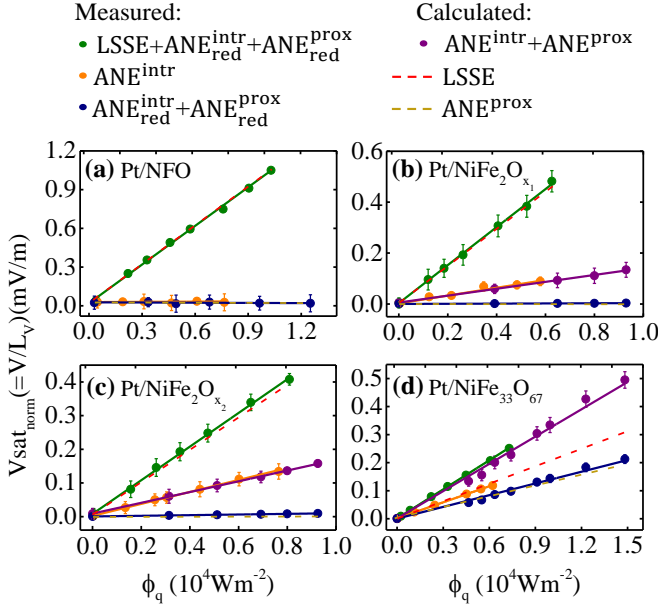 Measured: Calculated:
LSSE+ANE^intr_red+ANE^prox_red
ANE^intr
ANE^intr_red+ANE^prox_red
ANE^intr+ANE^prox
LSSE
ANE^prox
(a) Pt/NFO
1.2
0.9
0.6
0.3
0.0
0.0 0.3 0.6 0.9 1.2
(b) Pt/NiFe₂Oₓ₁
0.6
0.4
0.2
0.0
0.0 0.2 0.4 0.6 0.8 1.0
Vsat_norm(=V/L_V)(mV/m)
(c) Pt/NiFe₂Oₓ₂
0.4
0.3
0.2
0.1
0.0
0.0 0.2 0.4 0.6 0.8 1.0
ϕ_q (10⁴Wm⁻²)
(d) Pt/NiFe₃₃O₆₇
0.5
0.4
0.3
0.2
0.1
0.0
0.0 0.3 0.6 0.9 1.2 1.5
ϕ_q (10⁴Wm⁻²)